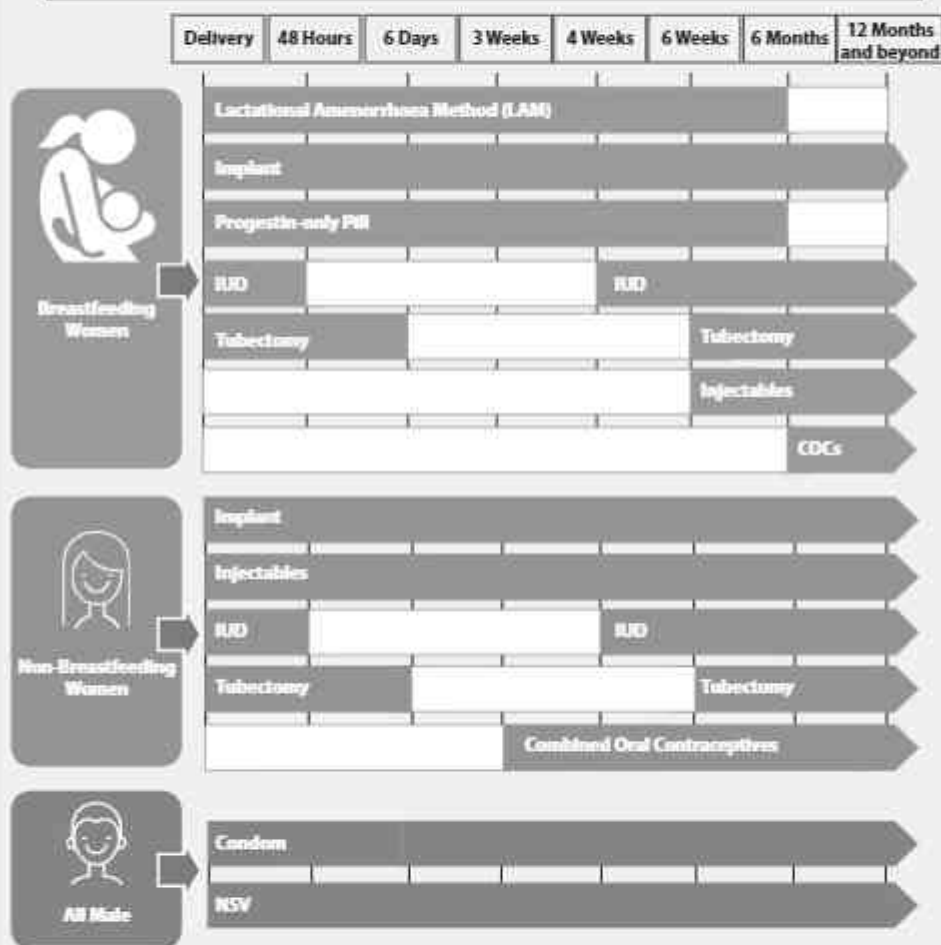 Delivery
48 Hours
6 Days
3 Weeks
4 Weeks
6 Weeks
6 Months
12 Months
and beyond
Breastfeeding
Women
Lactational Amenorrhoea Method (LAM)
Implant
Progestin-only Pill
IUD
IUD
Tubectomy
Tubectomy
Injectables
COCs
Non-Breastfeeding
Women
Implant
Injectables
IUD
IUD
Tubectomy
Tubectomy
Combined Oral Contraceptives
All Male
Condom
NSV